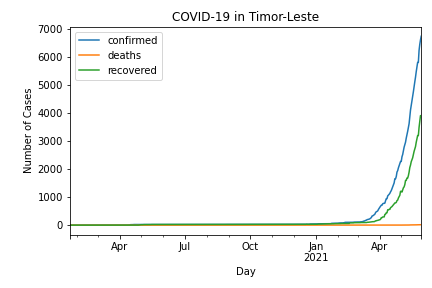 COVID-19 in Timor-Leste
confirmed
deaths
recovered
Number of Cases
7000
6000
5000
4000
3000
2000
1000
0
Apr
Jul
Oct
Jan
2021
Apr
Day